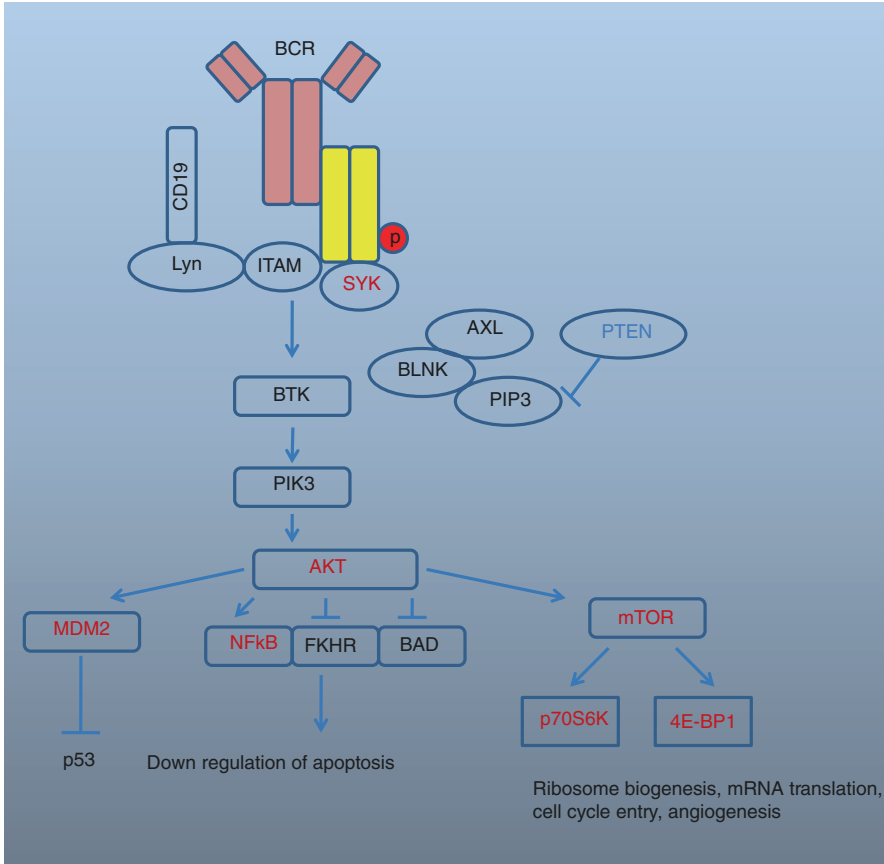 BCR
CD19
Lyn
ITAM
p
SYK
AXL
PTEN
BLNK
PIP3
BTK
PIK3
AKT
MDM2
NFkB
FKHR
BAD
mTOR
p70S6K
4E-BP1
p53
Down regulation of apoptosis
Ribosome biogenesis, mRNA translation,
cell cycle entry, angiogenesis